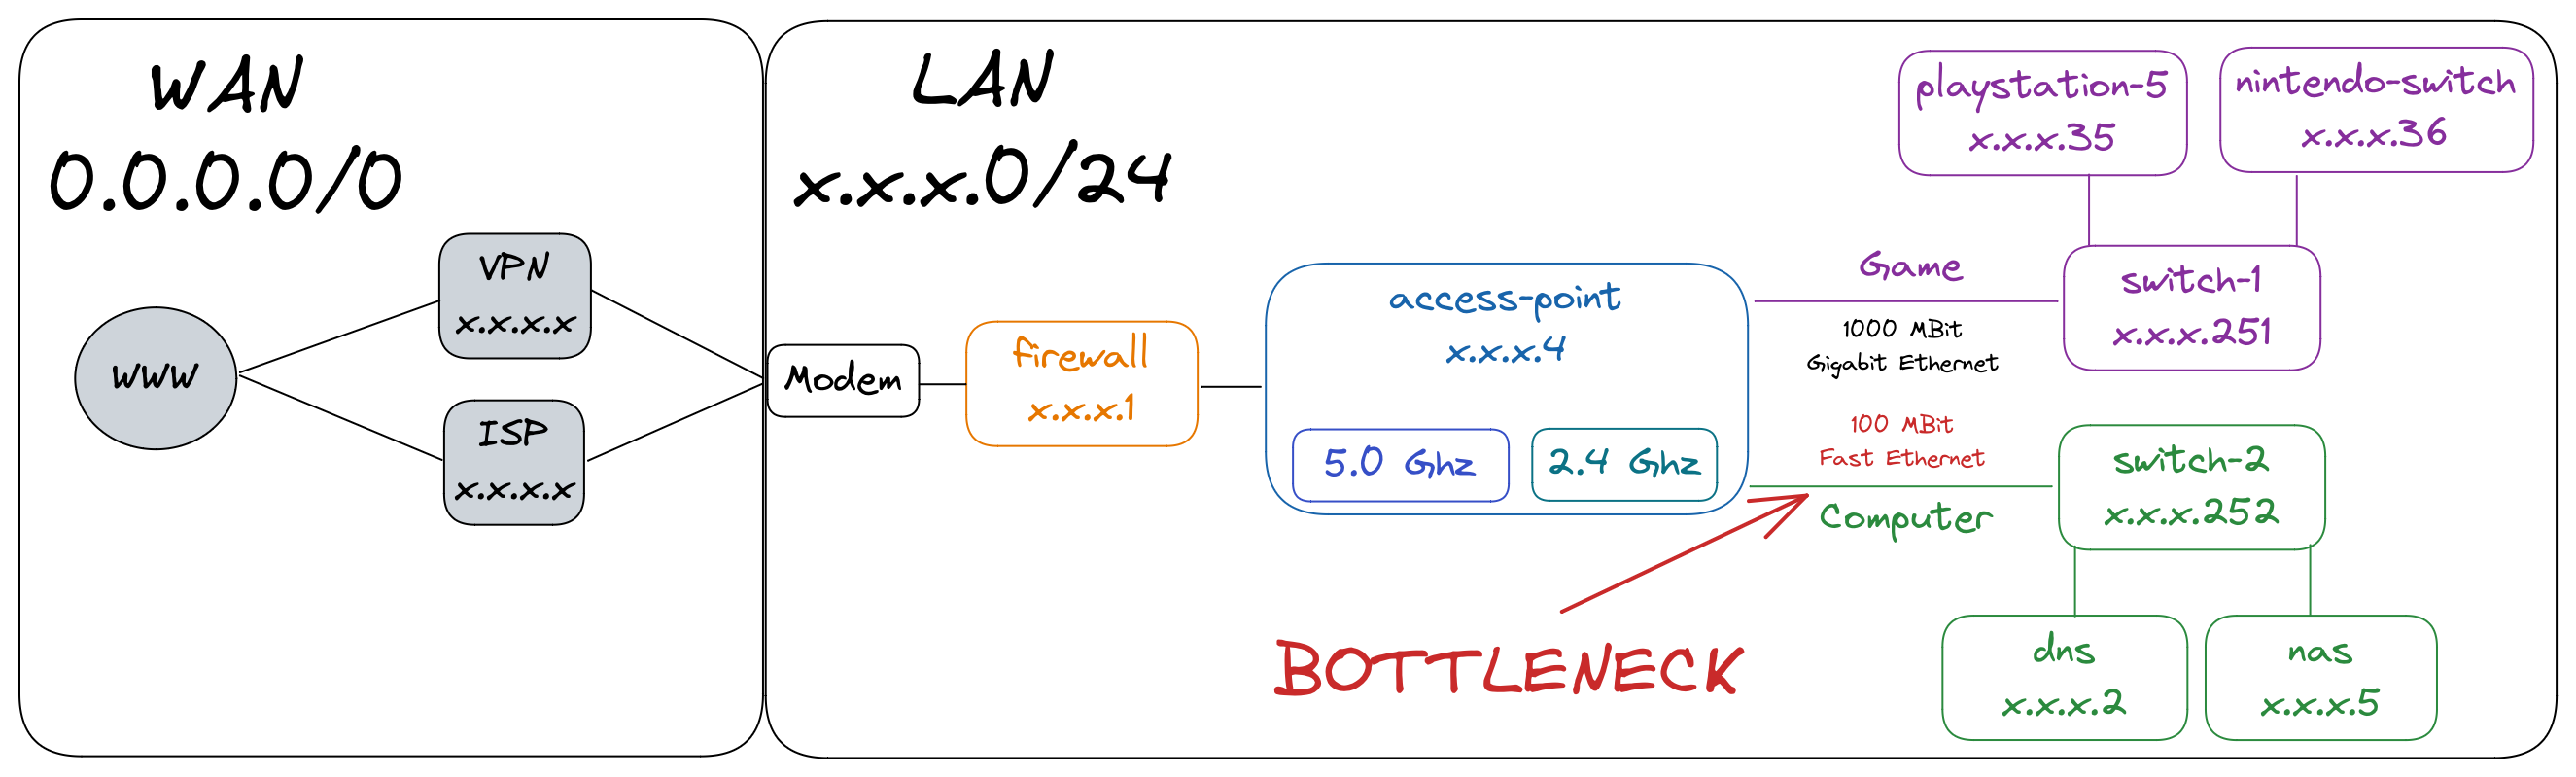 WAN
0.0.0.0/0
WWW
VPN
x.x.x.x
ISP
x.x.x.x
LAN
x.x.x.0/24
Modem
firewall
x.x.x.1
access-point
x.x.x.4
5.0 Ghz
2.4 Ghz
Game
1000 MBit
Gigabit Ethernet
100 MBit
Fast Ethernet
Computer
BOTTLENECK
playstation-5
x.x.x.35
nintendo-switch
x.x.x.36
switch-1
x.x.x.251
switch-2
x.x.x.252
dns
x.x.x.2
nas
x.x.x.5